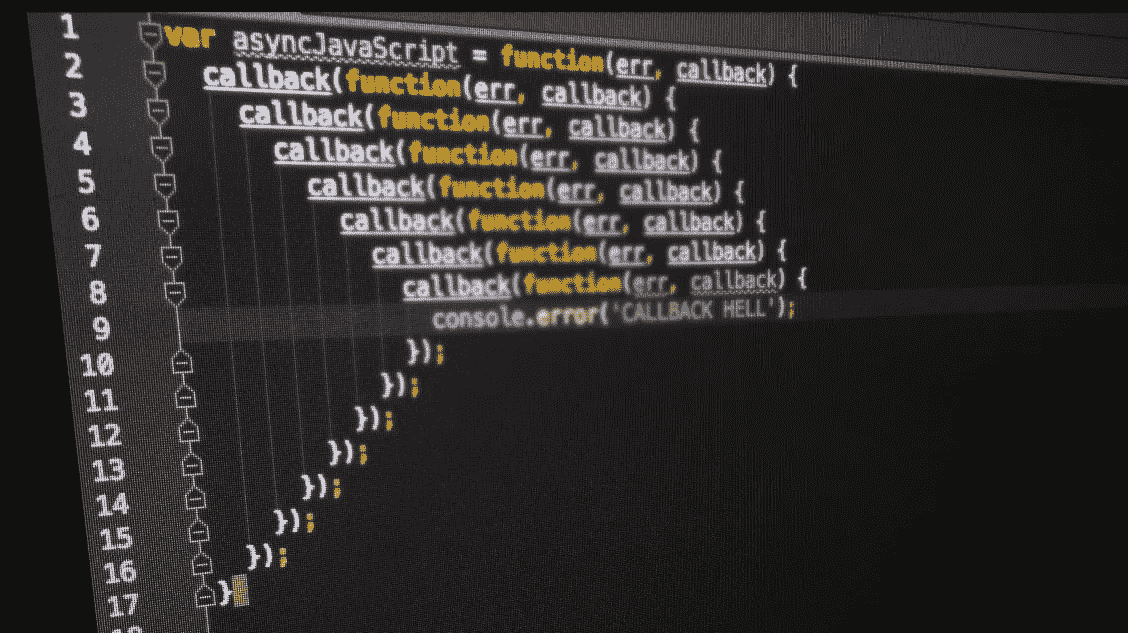 1 var asyncJavaScript = function(err, callback) {
2 callback(function(err, callback) {
3 callback(function(err, callback) {
4 callback(function(err, callback) {
5 callback(function(err, callback) {
6 callback(function(err, callback) {
7 callback(function(err, callback) {
8 callback(function(err, callback) {
9 console.error('CALLBACK HELL');
10 });
11 });
12 });
13 });
14 });
15 });
16 });
17 };
18